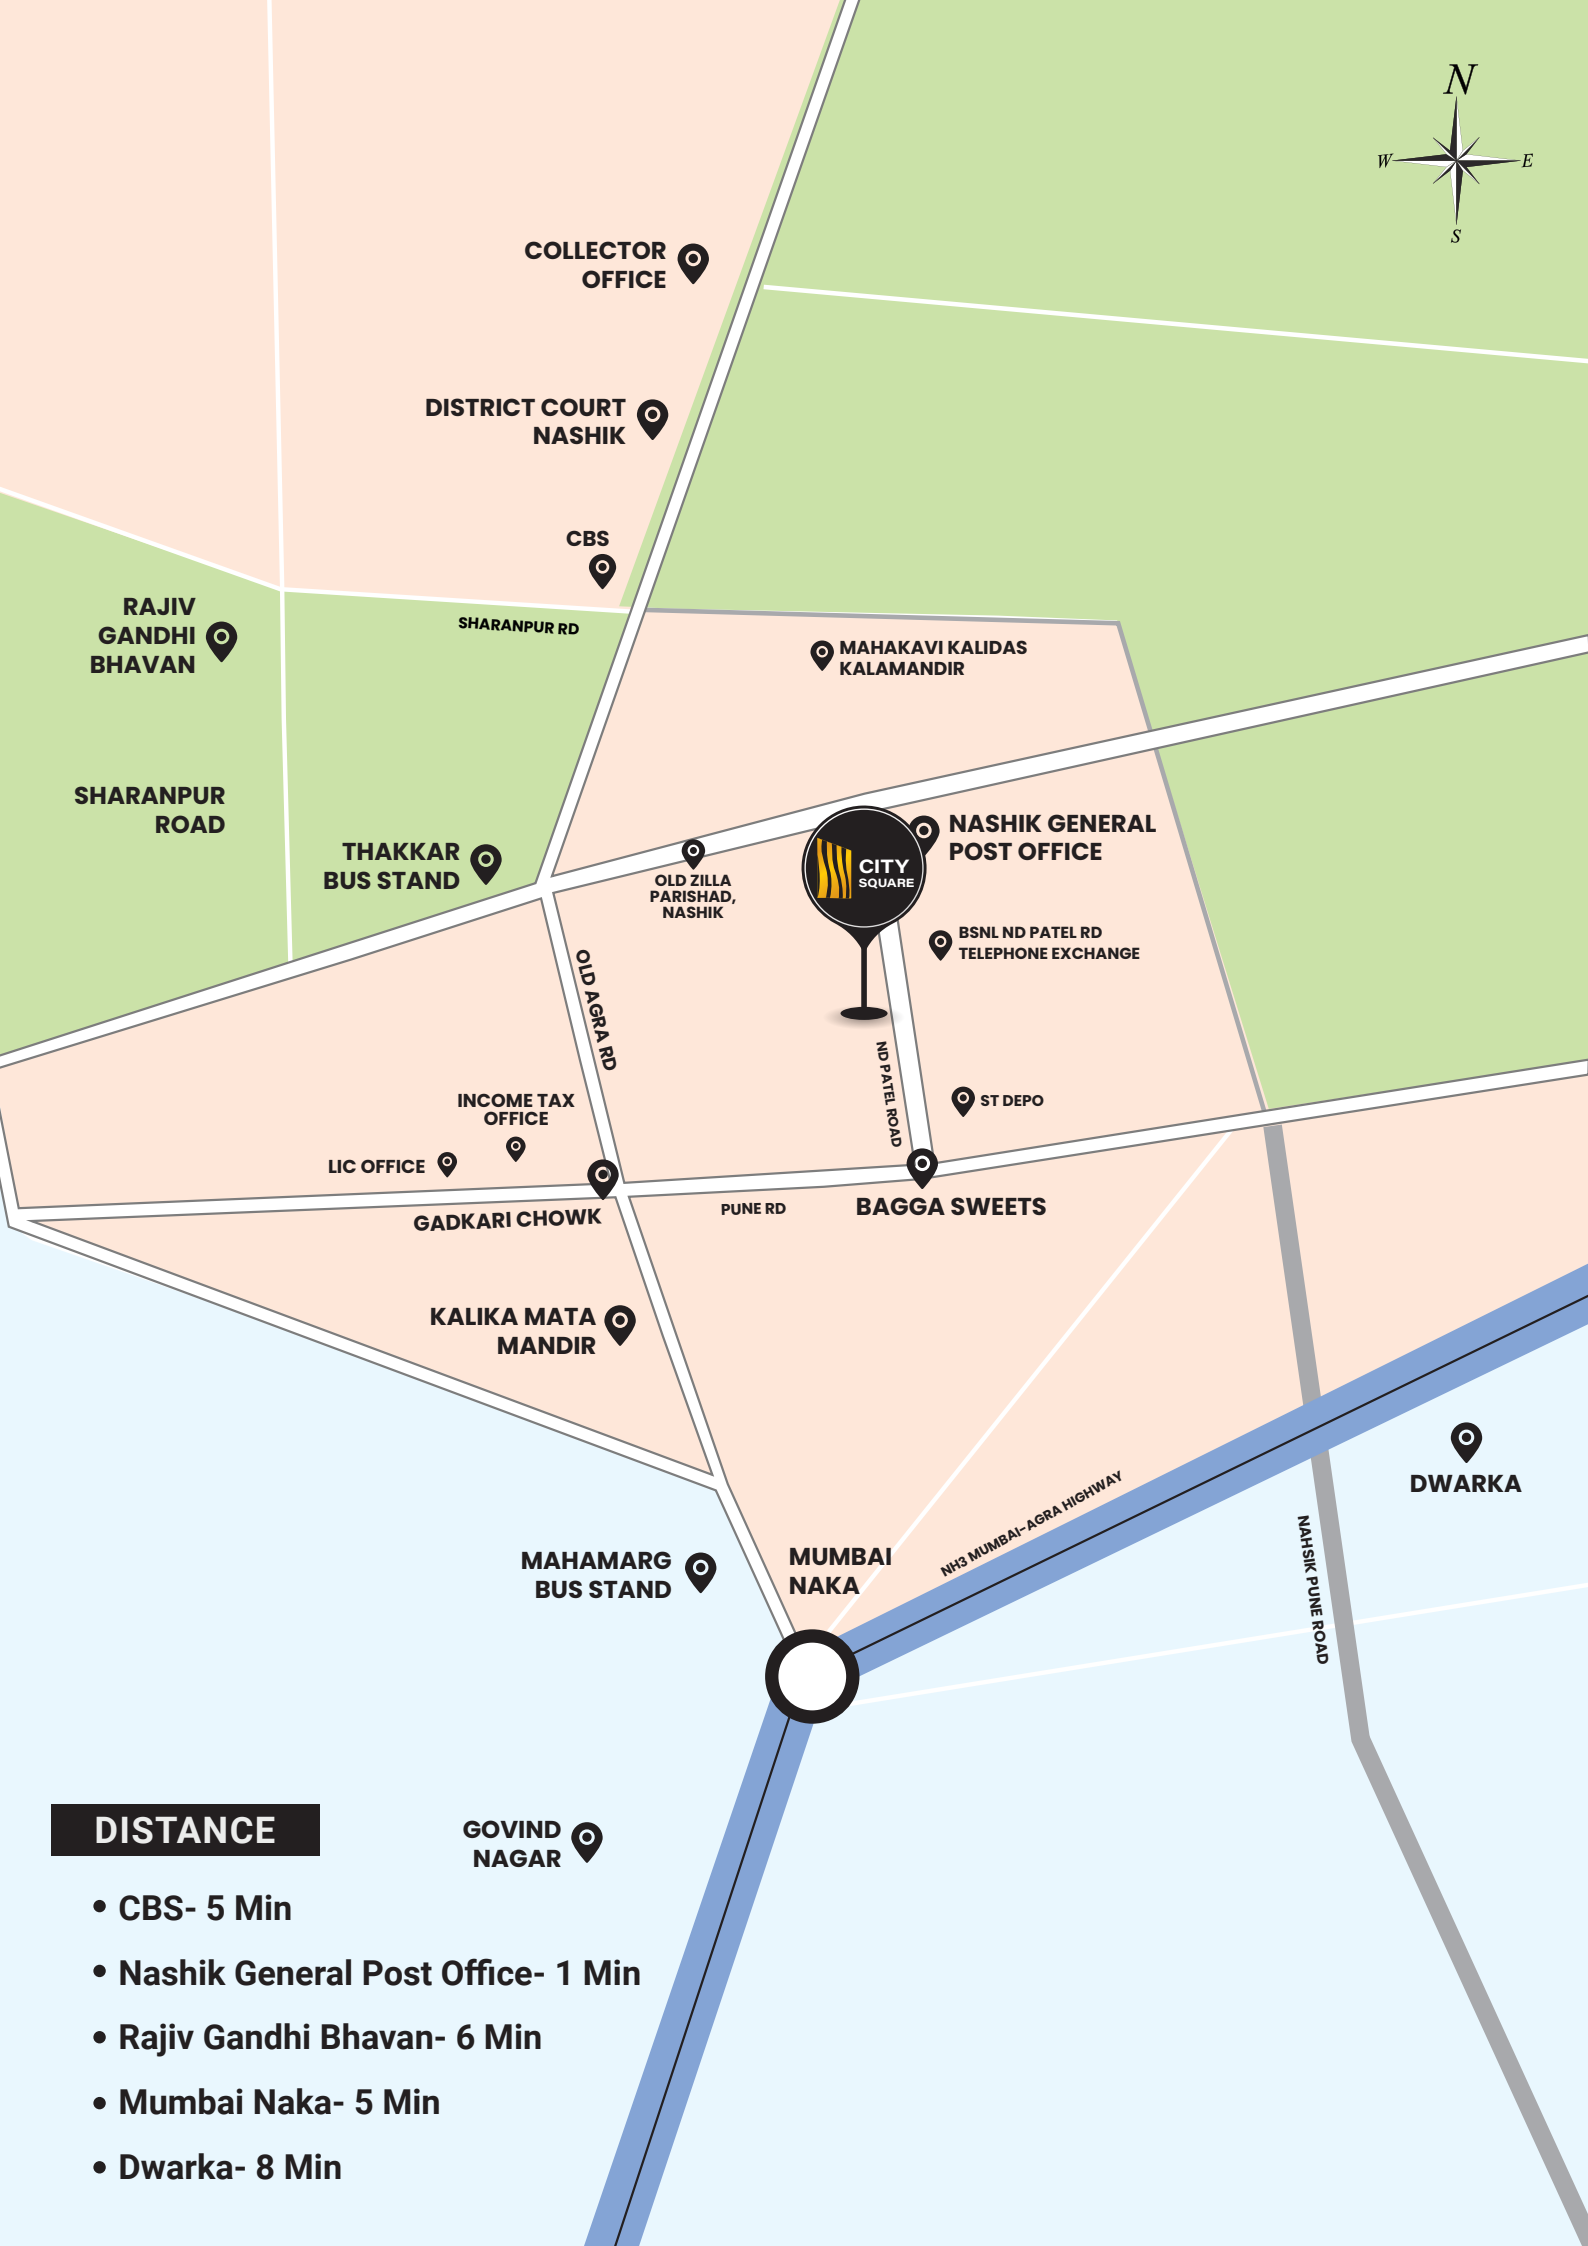 N
W
E
S
COLLECTOR
OFFICE
DISTRICT COURT
NASHIK
CBS
RAJIV
GANDHI
BHAVAN
SHARANPUR RD
MAHAKAVI KALIDAS
KALAMANDIR
SHARANPUR
ROAD
THAKKAR
BUS STAND
OLD ZILLA
PARISHAD,
NASHIK
CITY
SQUARE
NASHIK GENERAL
POST OFFICE
BSNL ND PATEL RD
TELEPHONE EXCHANGE
OLD AGRA RD
ND PATEL ROAD
ST DEPO
INCOME TAX
OFFICE
LIC OFFICE
GADKARI CHOWK
PUNE RD
BAGGA SWEETS
KALIKA MATA
MANDIR
DWARKA
NH3 MUMBAI-AGRA HIGHWAY
NAHSIK PUNE ROAD
MAHAMARG
BUS STAND
MUMBAI
NAKA
GOVIND
NAGAR
DISTANCE
• CBS- 5 Min
• Nashik General Post Office- 1 Min
• Rajiv Gandhi Bhavan- 6 Min
• Mumbai Naka- 5 Min
• Dwarka- 8 Min